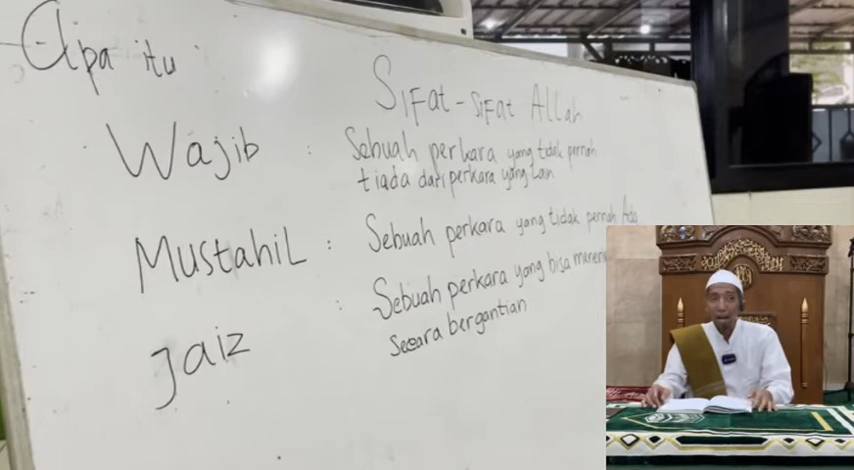 Apa itu
Sifat-sifat Allah
Wajib : Sebuah perkara yang tidak pernah
tiada dari perkara yang lain
Mustahil : Sebuah perkara yang tidak pernah Ada
Jaiz : Sebuah perkara yang bisa
secara bergantian